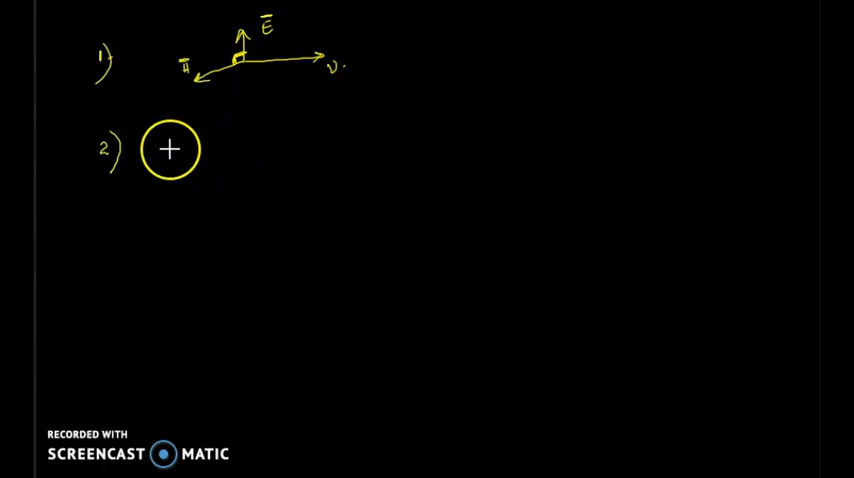 1)
Ē
H̄
v.
2)
RECORDED WITH
SCREENCAST MATIC